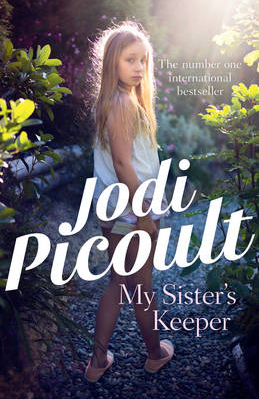 The number one
international
bestseller
Jodi
Picoult
My Sister's
Keeper